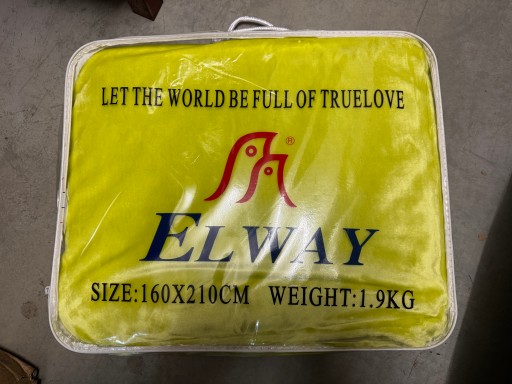 LET THE WORLD BE FULL OF TRUELOVE
®
ELWAY
SIZE:160X210CM WEIGHT:1.9KG